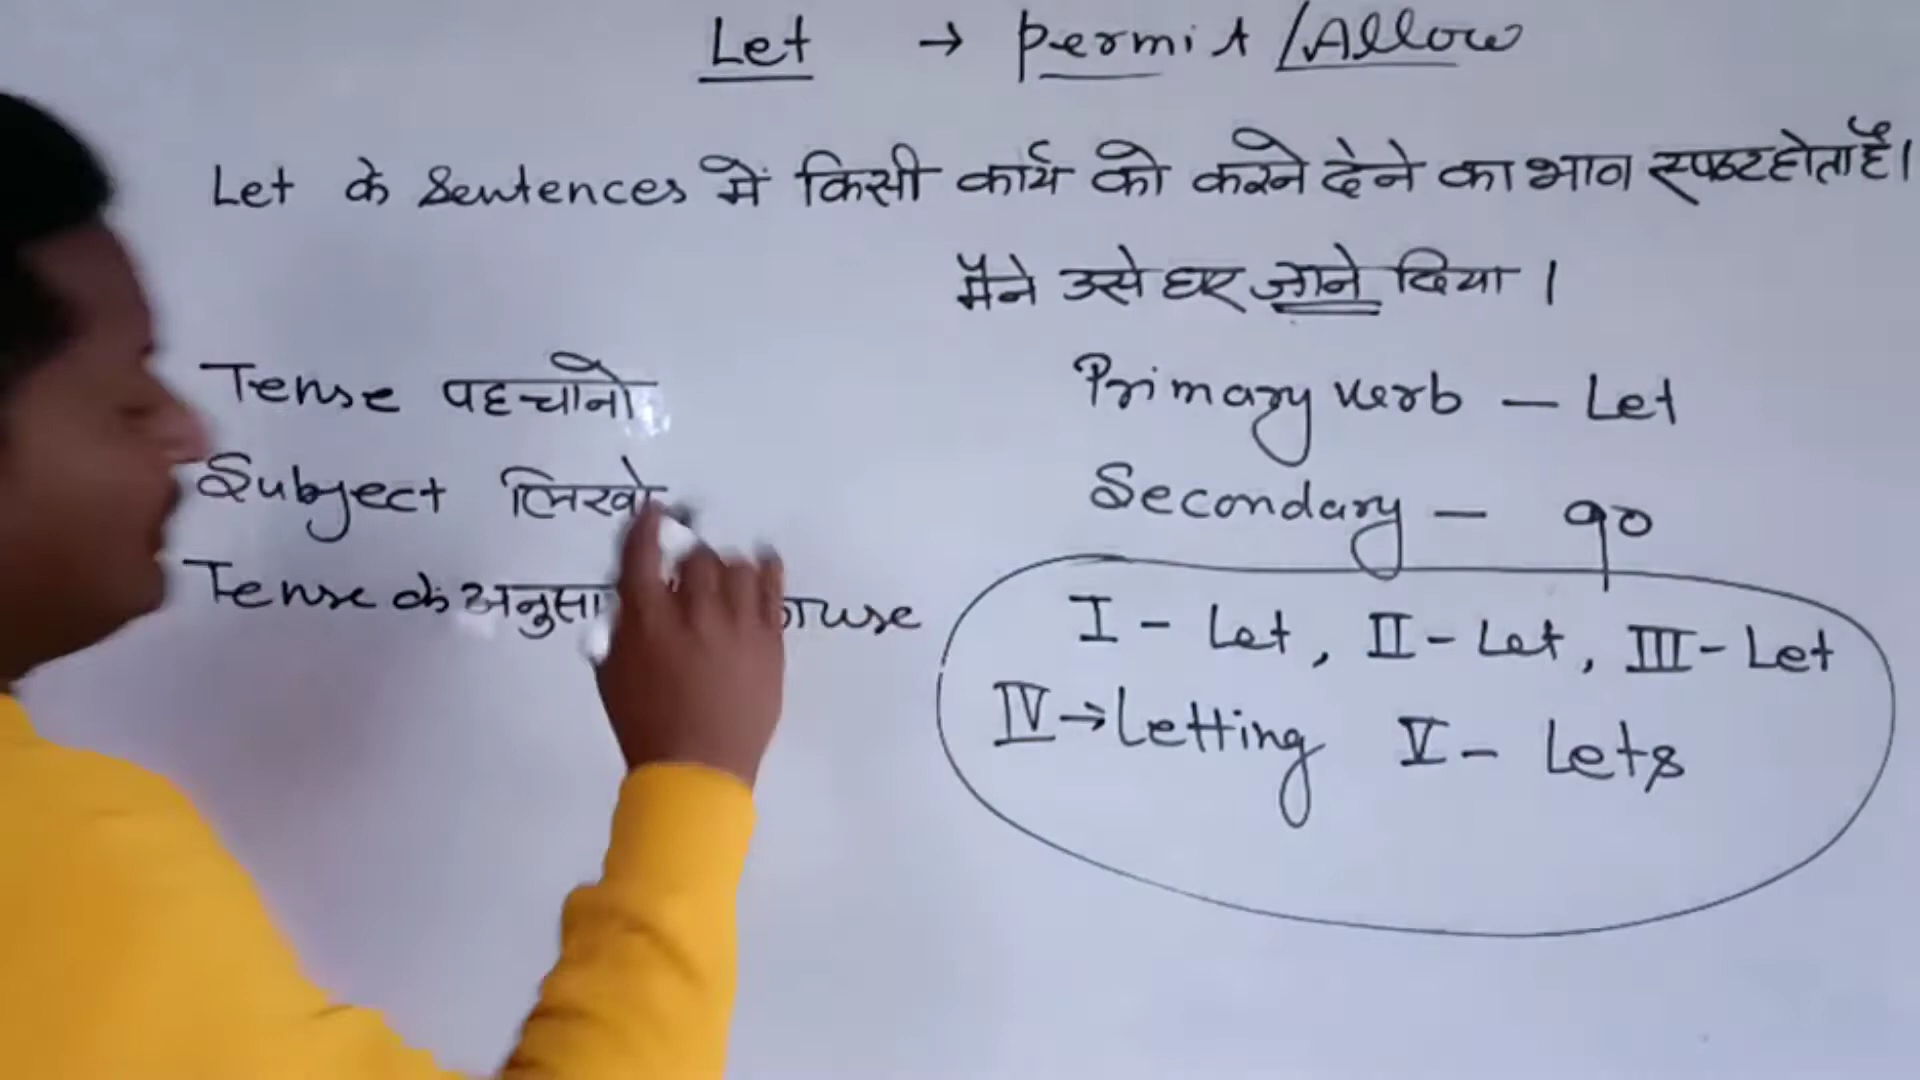 Let → permit / Allow
Let के Sentences में किसी कार्य को करने देने का भाव स्पष्ट होता है।
मैंने उसे घर जाने दिया।
Tense पहचानो
Subject लिखो
Tense के अनुसा का use
Primary verb — Let
Secondary — go
I - Let, II - Let, III - Let
IV → Letting V - Lets